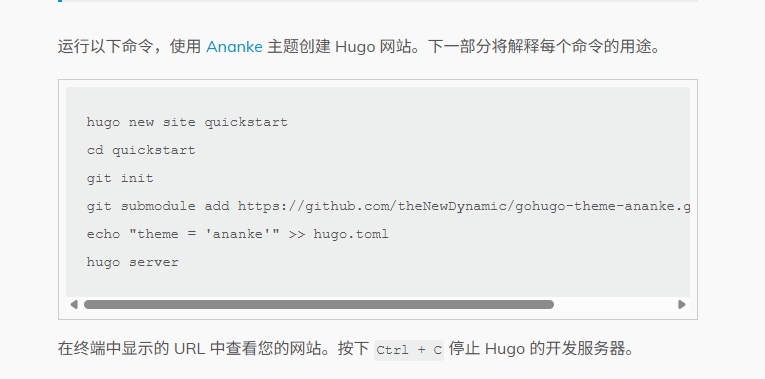 运行以下命令，使用 Ananke 主题创建 Hugo 网站。下一部分将解释每个命令的用途。
hugo new site quickstart
cd quickstart
git init
git submodule add https://github.com/theNewDynamic/gohugo-theme-ananke.g
echo "theme = 'ananke'" >> hugo.toml
hugo server
在终端中显示的 URL 中查看您的网站。按下 Ctrl + C 停止 Hugo 的开发服务器。